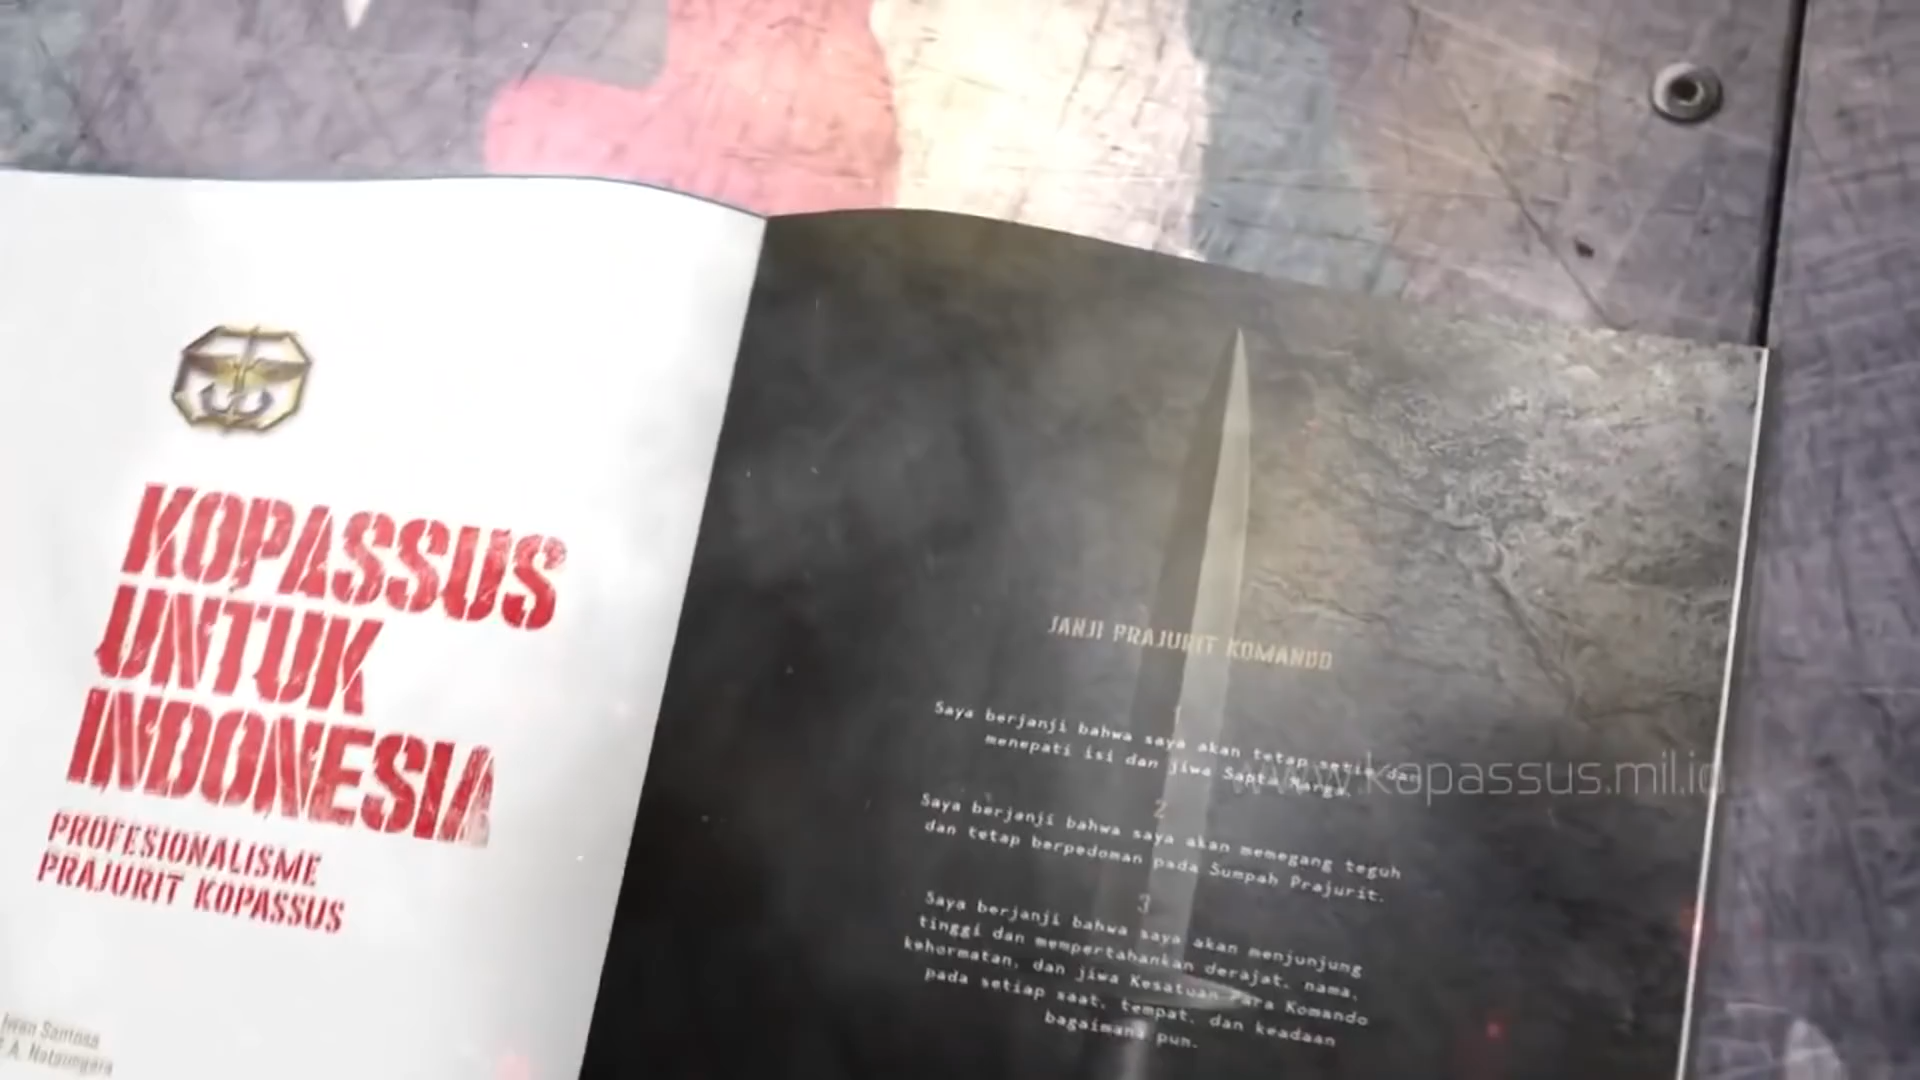 KOPASSUS
UNTUK
INDONESIA
PROFESIONALISME
PRAJURIT KOPASSUS
Iwan Santosa
A. Natanegara
JANJI PRAJURIT KOMANDO
1
Saya berjanji bahwa saya akan tetap setia dan
menepati isi dan jiwa Sapta Marga.
2
Saya berjanji bahwa saya akan memegang teguh
dan tetap berpedoman pada Sumpah Prajurit.
3
Saya berjanji bahwa saya akan menjunjung
tinggi dan mempertahankan derajat, nama,
kehormatan, dan jiwa Kesatuan Para Komando
pada setiap saat, tempat, dan keadaan
bagaimana pun.
www.kopassus.mil.id